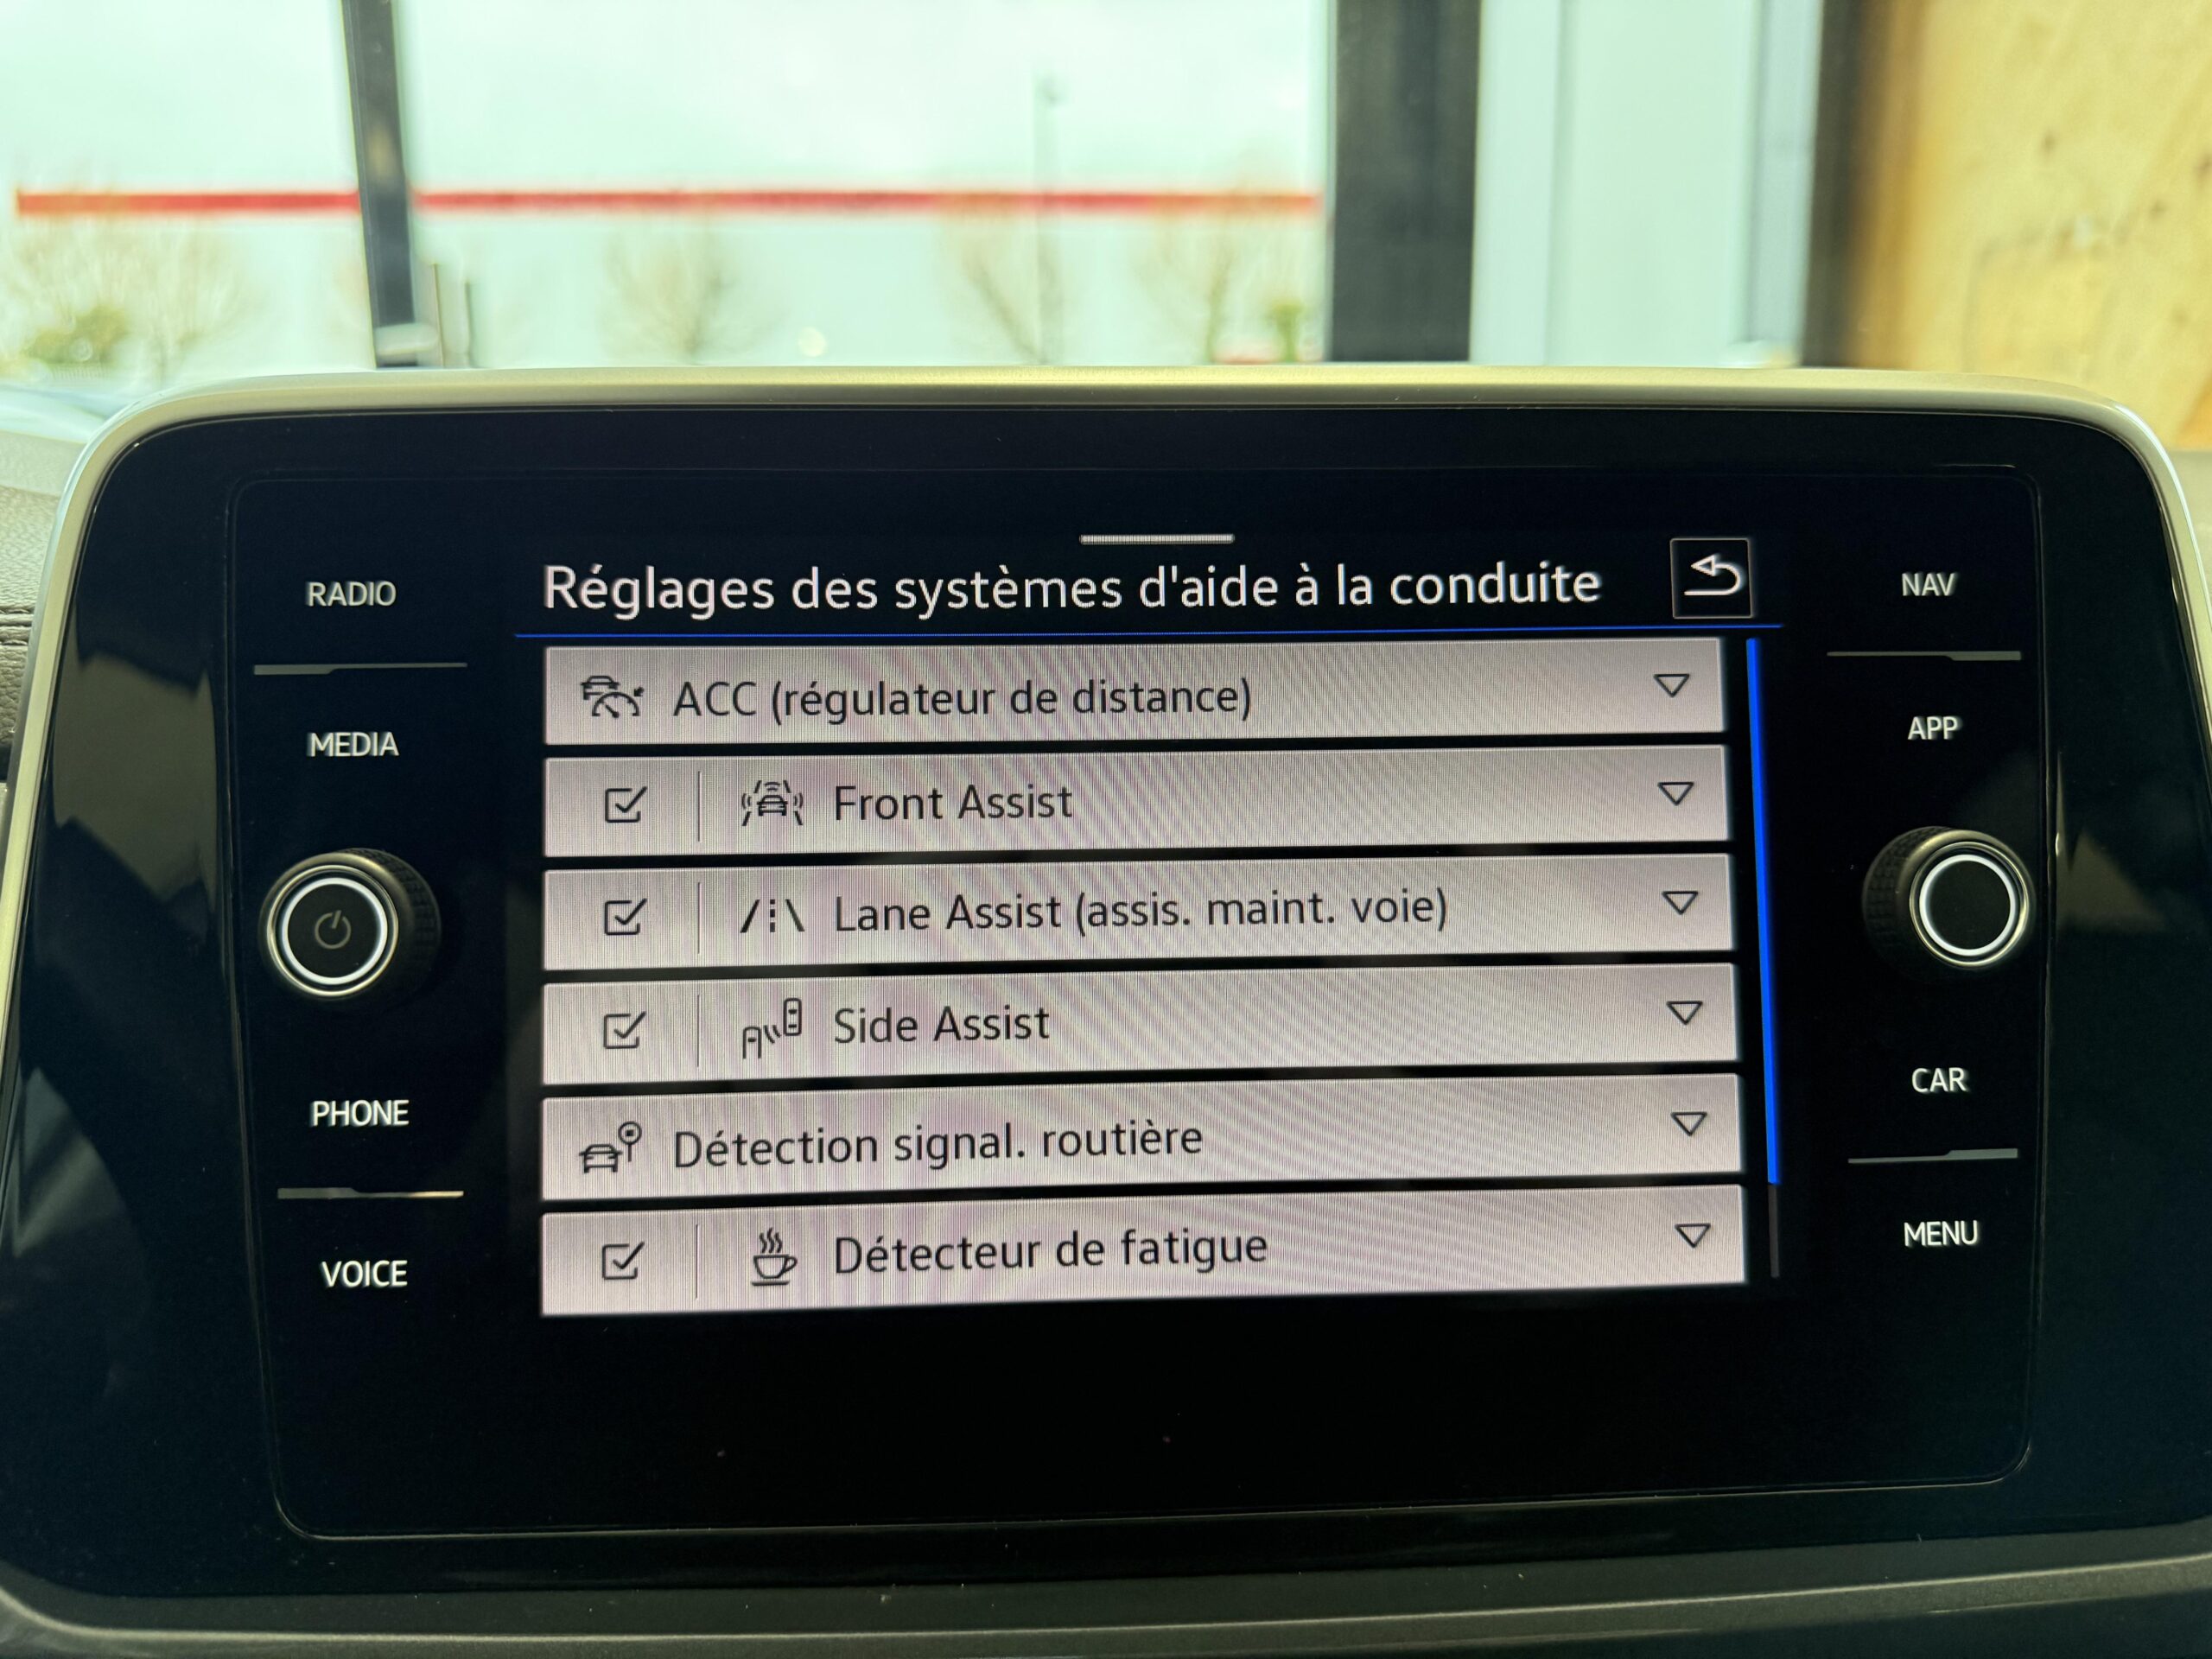 Réglages des systèmes d'aide à la conduite
RADIO
MEDIA
PHONE
VOICE
ACC (régulateur de distance)
Front Assist
Lane Assist (assis. maint. voie)
Side Assist
Détection signal. routière
Détecteur de fatigue
NAV
APP
CAR
MENU